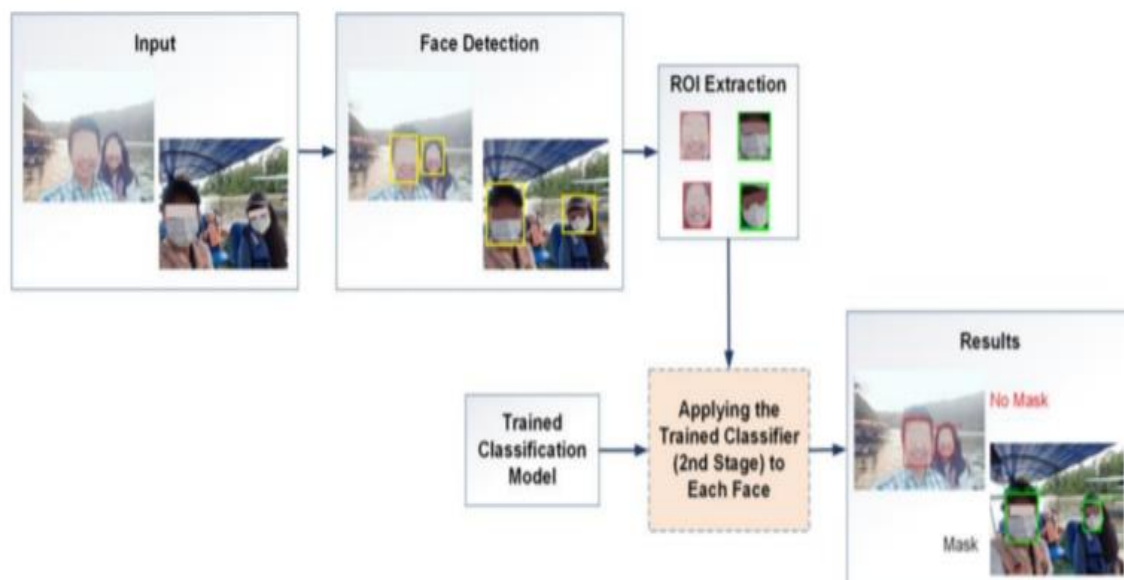 Input
Face Detection
ROI Extraction
Trained
Classification
Model
Applying the
Trained Classifier
(2nd Stage) to
Each Face
Results
No Mask
Mask